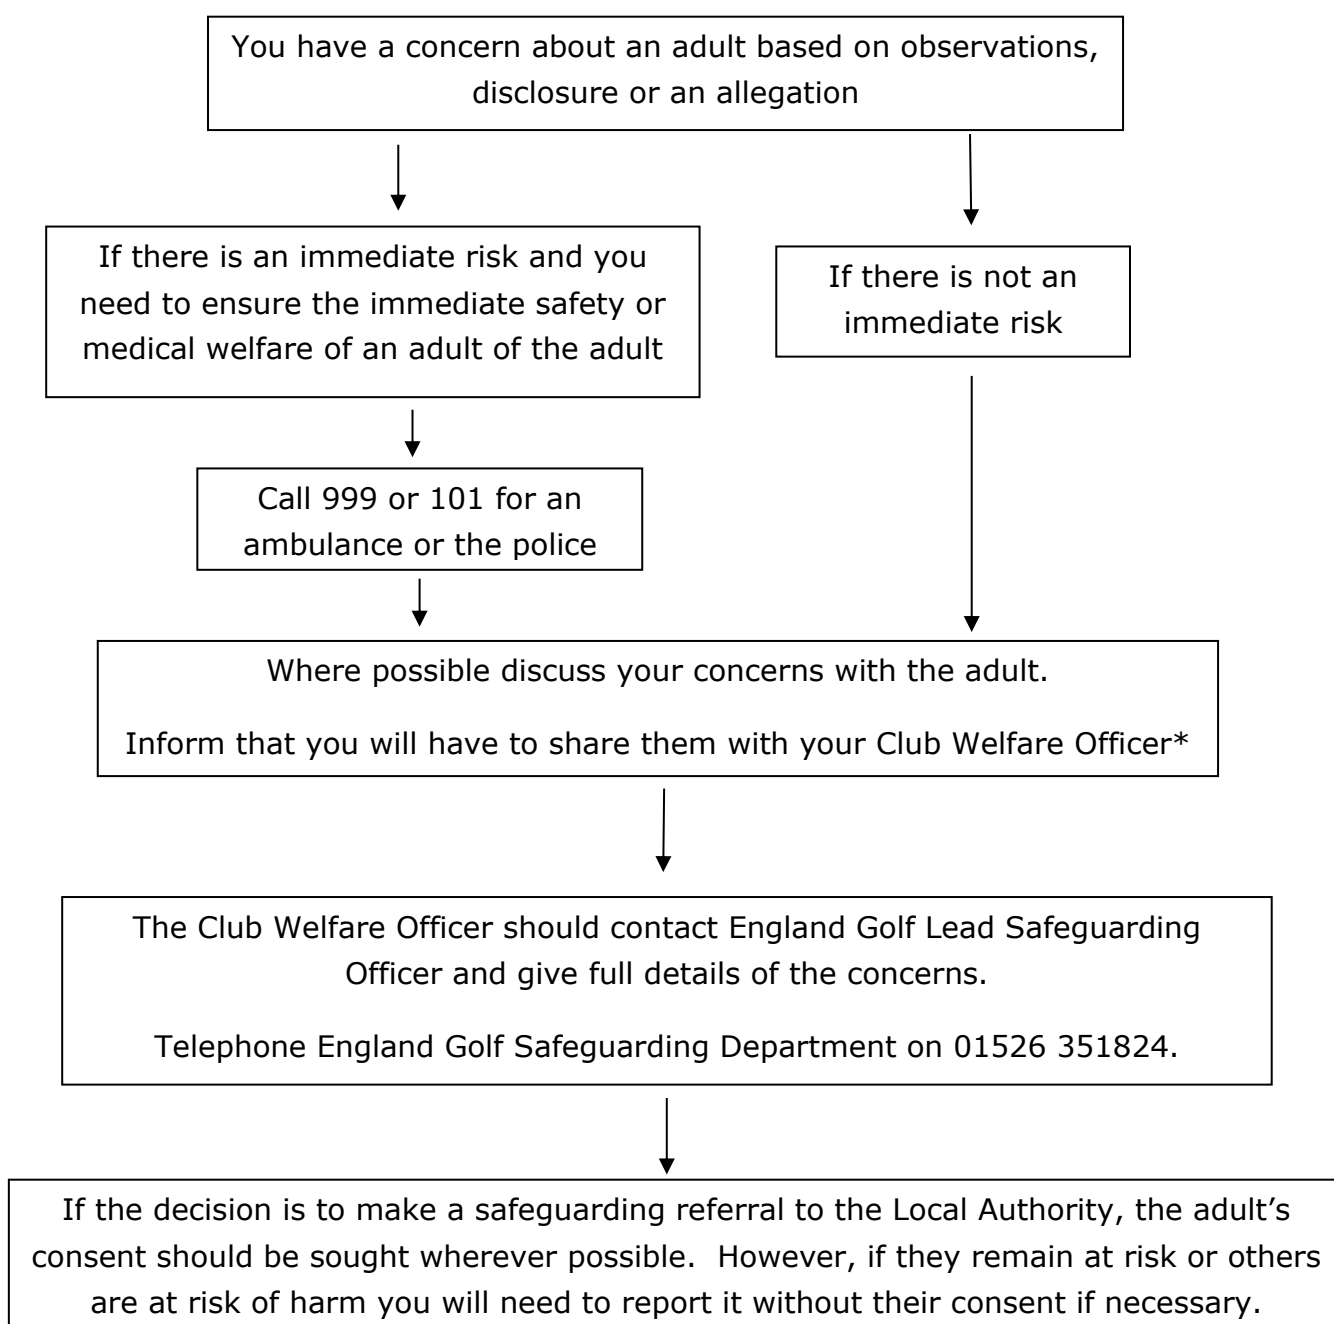 You have a concern about an adult based on observations,
disclosure or an allegation
If there is an immediate risk and you
need to ensure the immediate safety or
medical welfare of an adult of the adult
If there is not an
immediate risk
Call 999 or 101 for an
ambulance or the police
Where possible discuss your concerns with the adult.
Inform that you will have to share them with your Club Welfare Officer*
The Club Welfare Officer should contact England Golf Lead Safeguarding
Officer and give full details of the concerns.
Telephone England Golf Safeguarding Department on 01526 351824.
If the decision is to make a safeguarding referral to the Local Authority, the adult’s
consent should be sought wherever possible.  However, if they remain at risk or others
are at risk of harm you will need to report it without their consent if necessary.